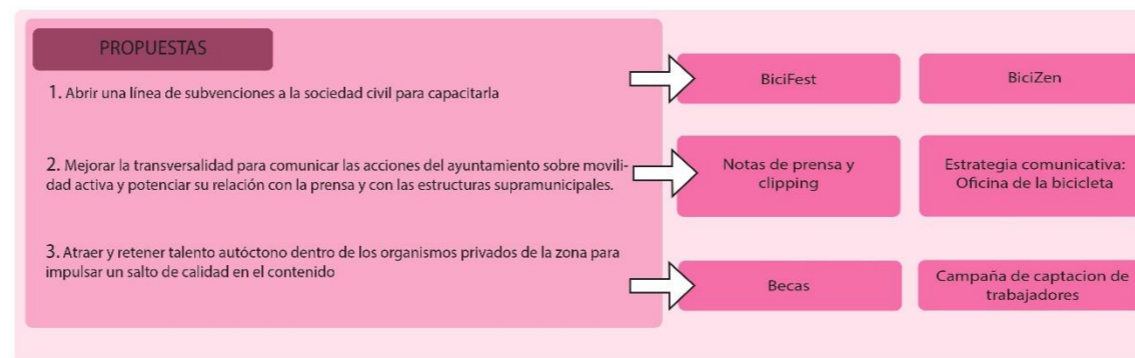 PROPUESTAS
1. Abrir una línea de subvenciones a la sociedad civil para capacitarla
BiciFest
BiciZen
2. Mejorar la transversalidad para comunicar las acciones del ayuntamiento sobre movili-
dad activa y potenciar su relación con la prensa y con las estructuras supramunicipales.
Notas de prensa y
clipping
Estrategia comunicativa:
Oficina de la bicicleta
3. Atraer y retener talento autóctono dentro de los organismos privados de la zona para
impulsar un salto de calidad en el contenido
Becas
Campaña de captacion de
trabajadores